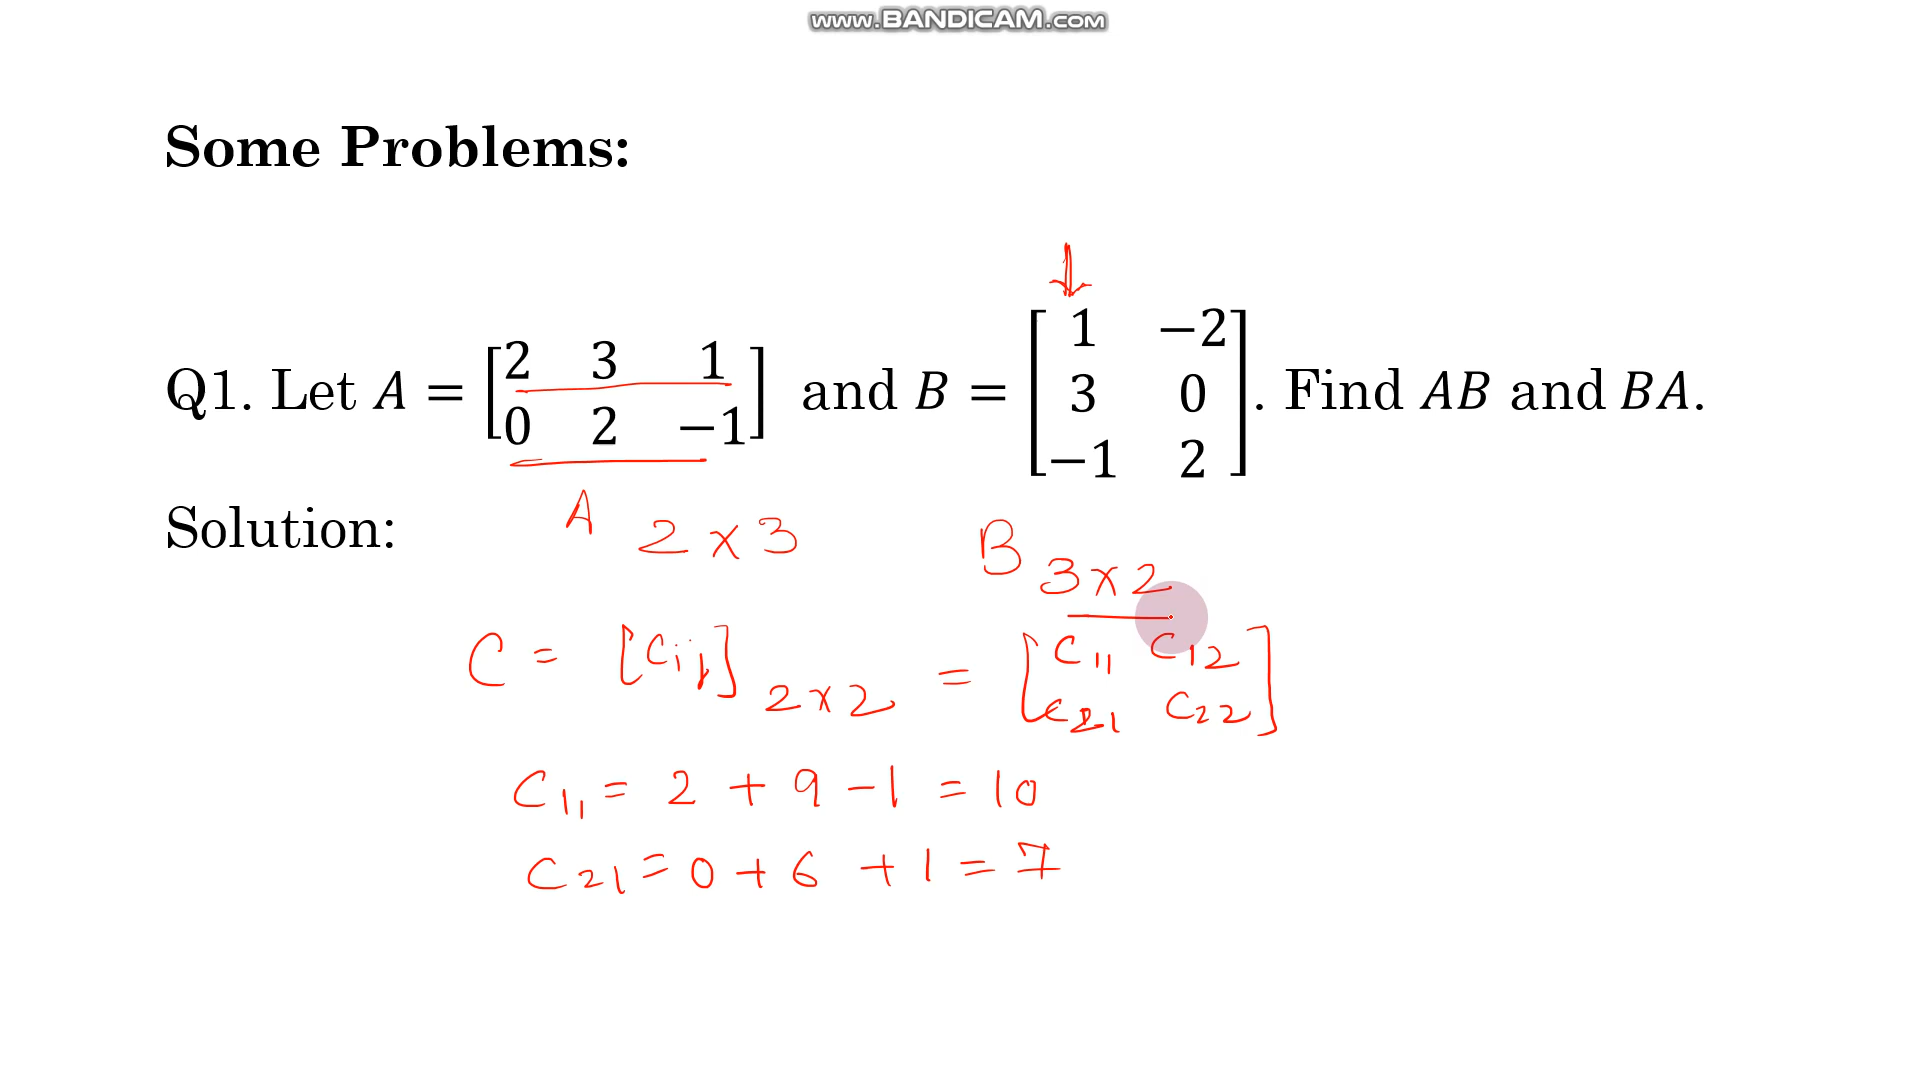 www.BANDICAM.com
Some Problems:
Q1. Let A = [2 3 1; 0 2 −1] and B = [1 −2; 3 0; −1 2]. Find AB and BA.
Solution:
A 2 × 3
B 3 × 2
C = [Cij] 2×2 = [C11 C12; C21 C22]
C11 = 2 + 9 − 1 = 10
C21 = 0 + 6 + 1 = 7